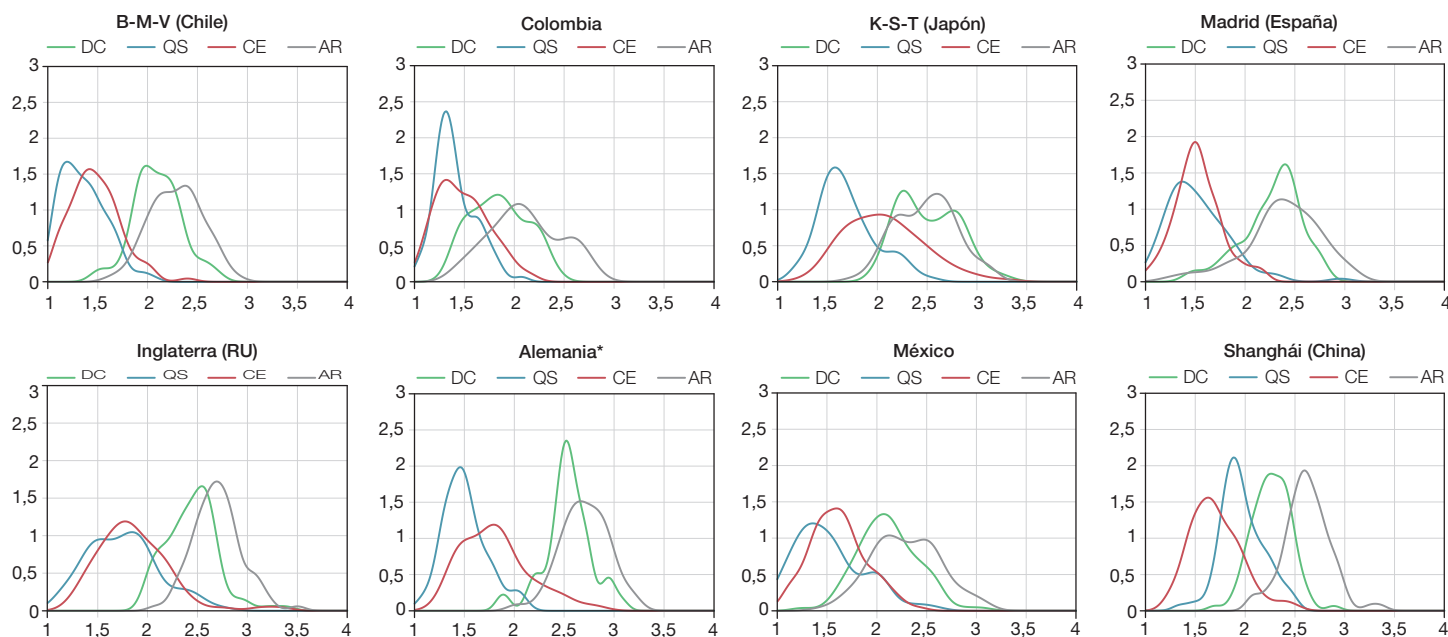 B-M-V (Chile)
DC QS CE AR
3
2,5
2
1,5
1
0,5
0
1 1,5 2 2,5 3 3,5 4
Colombia
DC QS CE AR
3
2,5
2
1,5
1
0,5
0
1 1,5 2 2,5 3 3,5 4
K-S-T (Japón)
DC QS CE AR
3
2,5
2
1,5
1
0,5
0
1 1,5 2 2,5 3 3,5 4
Madrid (España)
DC QS CE AR
3
2,5
2
1,5
1
0,5
0
1 1,5 2 2,5 3 3,5 4
Inglaterra (RU)
DC QS CE AR
3
2,5
2
1,5
1
0,5
0
1 1,5 2 2,5 3 3,5 4
Alemania*
DC QS CE AR
3
2,5
2
1,5
1
0,5
0
1 1,5 2 2,5 3 3,5 4
México
DC QS CE AR
3
2,5
2
1,5
1
0,5
0
1 1,5 2 2,5 3 3,5 4
Shanghái (China)
DC QS CE AR
3
2,5
2
1,5
1
0,5
0
1 1,5 2 2,5 3 3,5 4